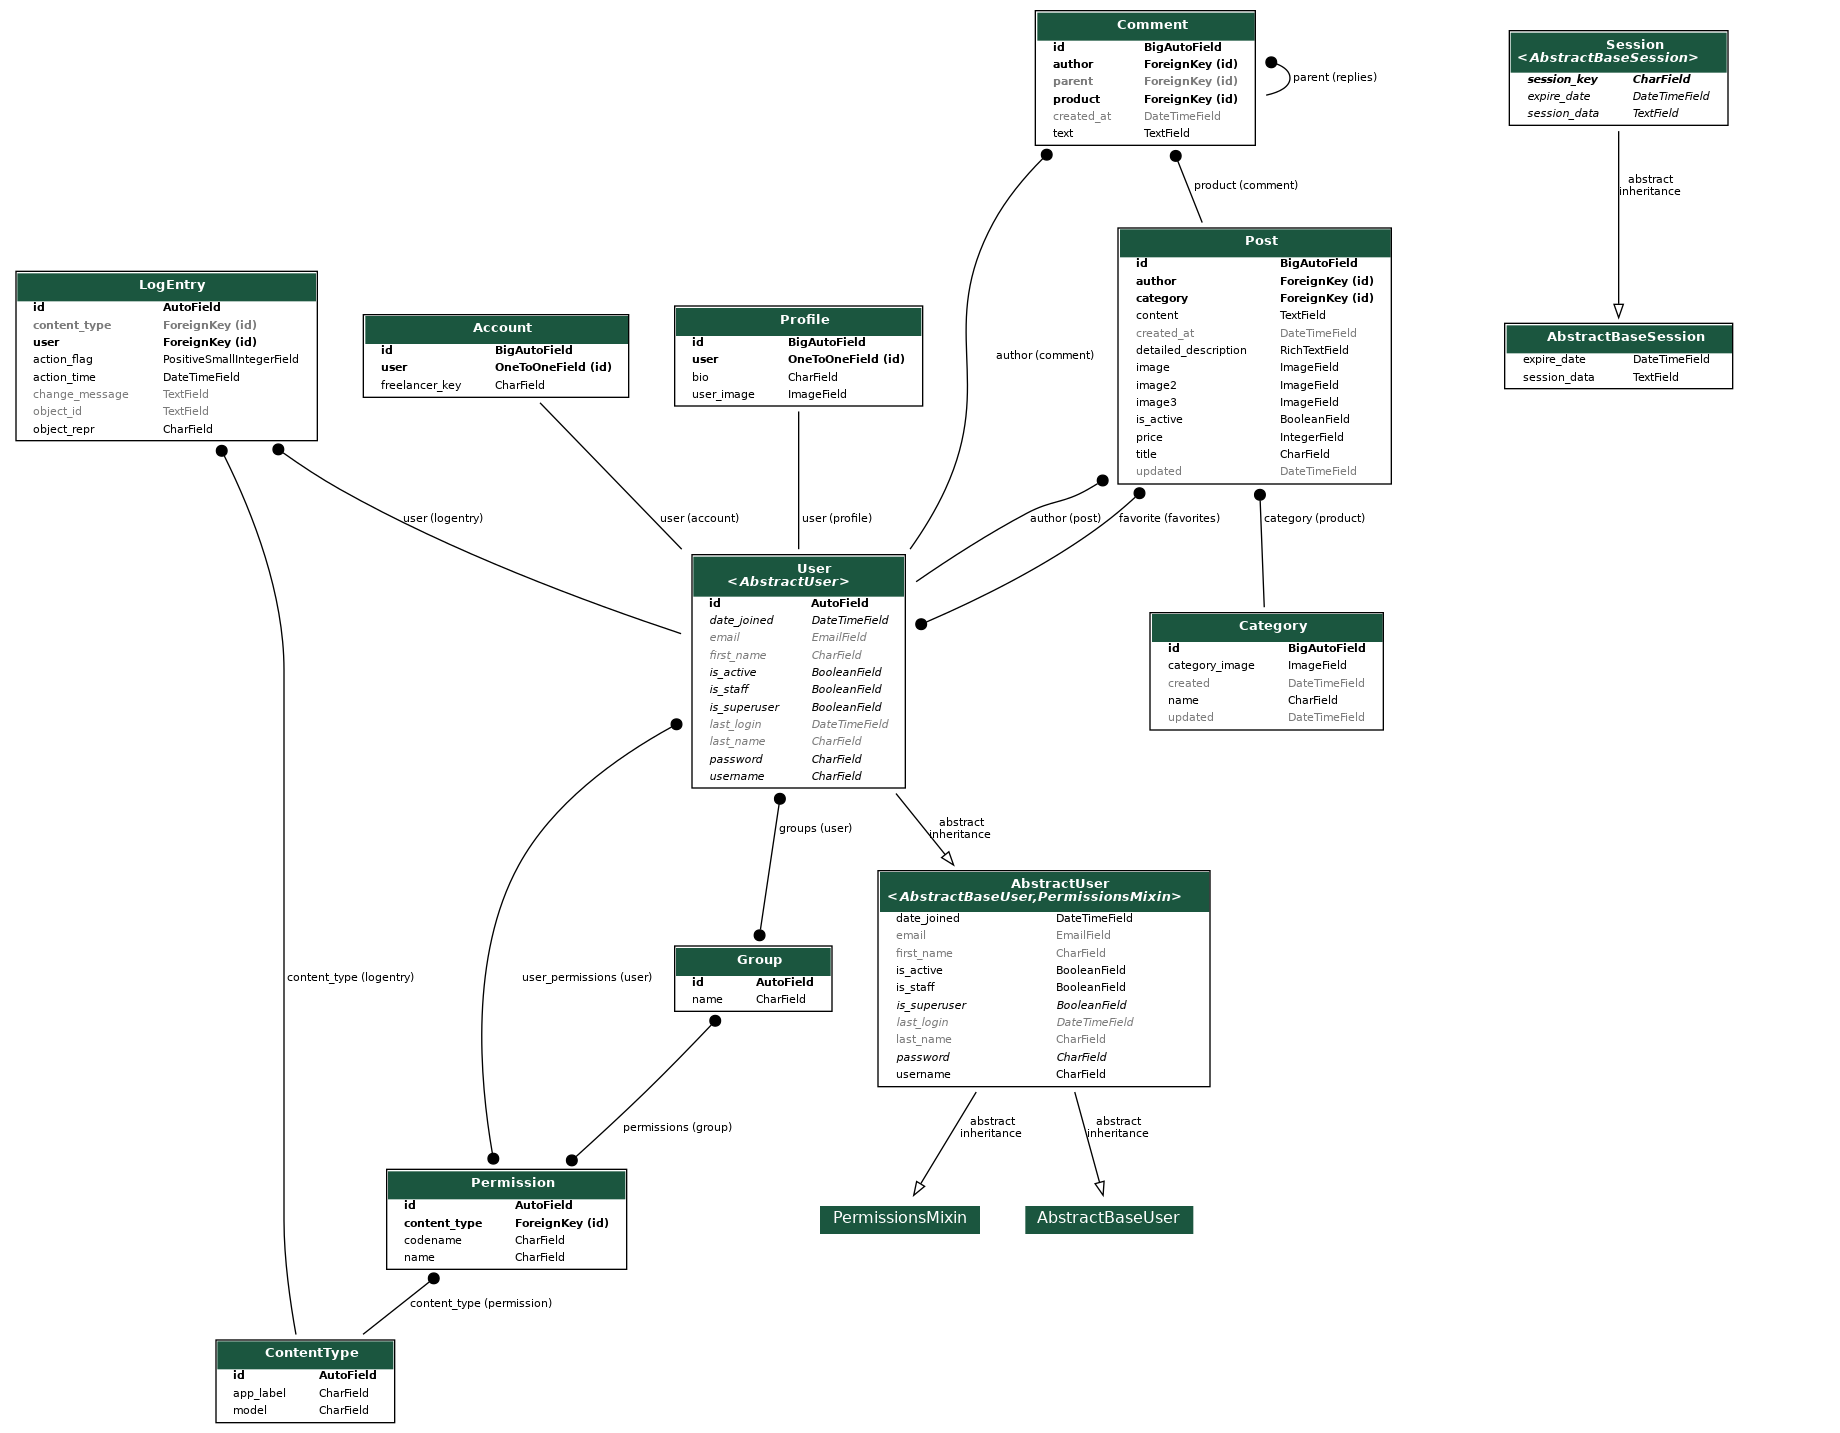 Comment
id BigAutoField
author ForeignKey (id)
parent ForeignKey (id)
product ForeignKey (id)
created_at DateTimeField
text TextField
parent (replies)
Session
<AbstractBaseSession>
session_key CharField
expire_date DateTimeField
session_data TextField
abstract
inheritance
product (comment)
Post
id BigAutoField
author ForeignKey (id)
category ForeignKey (id)
content TextField
created_at DateTimeField
detailed_description RichTextField
image ImageField
image2 ImageField
image3 ImageField
is_active BooleanField
price IntegerField
title CharField
updated DateTimeField
LogEntry
id AutoField
content_type ForeignKey (id)
user ForeignKey (id)
action_flag PositiveSmallIntegerField
action_time DateTimeField
change_message TextField
object_id TextField
object_repr CharField
Account
id BigAutoField
user OneToOneField (id)
freelancer_key CharField
Profile
id BigAutoField
user OneToOneField (id)
bio CharField
user_image ImageField
author (comment)
AbstractBaseSession
expire_date DateTimeField
session_data TextField
user (logentry)
user (account)
user (profile)
author (post)
favorite (favorites)
category (product)
User
<AbstractUser>
id AutoField
date_joined DateTimeField
email EmailField
first_name CharField
is_active BooleanField
is_staff BooleanField
is_superuser BooleanField
last_login DateTimeField
last_name CharField
password CharField
username CharField
Category
id BigAutoField
category_image ImageField
created DateTimeField
name CharField
updated DateTimeField
groups (user)
abstract
inheritance
AbstractUser
<AbstractBaseUser,PermissionsMixin>
date_joined DateTimeField
email EmailField
first_name CharField
is_active BooleanField
is_staff BooleanField
is_superuser BooleanField
last_login DateTimeField
last_name CharField
password CharField
username CharField
content_type (logentry)
user_permissions (user)
Group
id AutoField
name CharField
permissions (group)
abstract
inheritance
abstract
inheritance
Permission
id AutoField
content_type ForeignKey (id)
codename CharField
name CharField
PermissionsMixin
AbstractBaseUser
content_type (permission)
ContentType
id AutoField
app_label CharField
model CharField